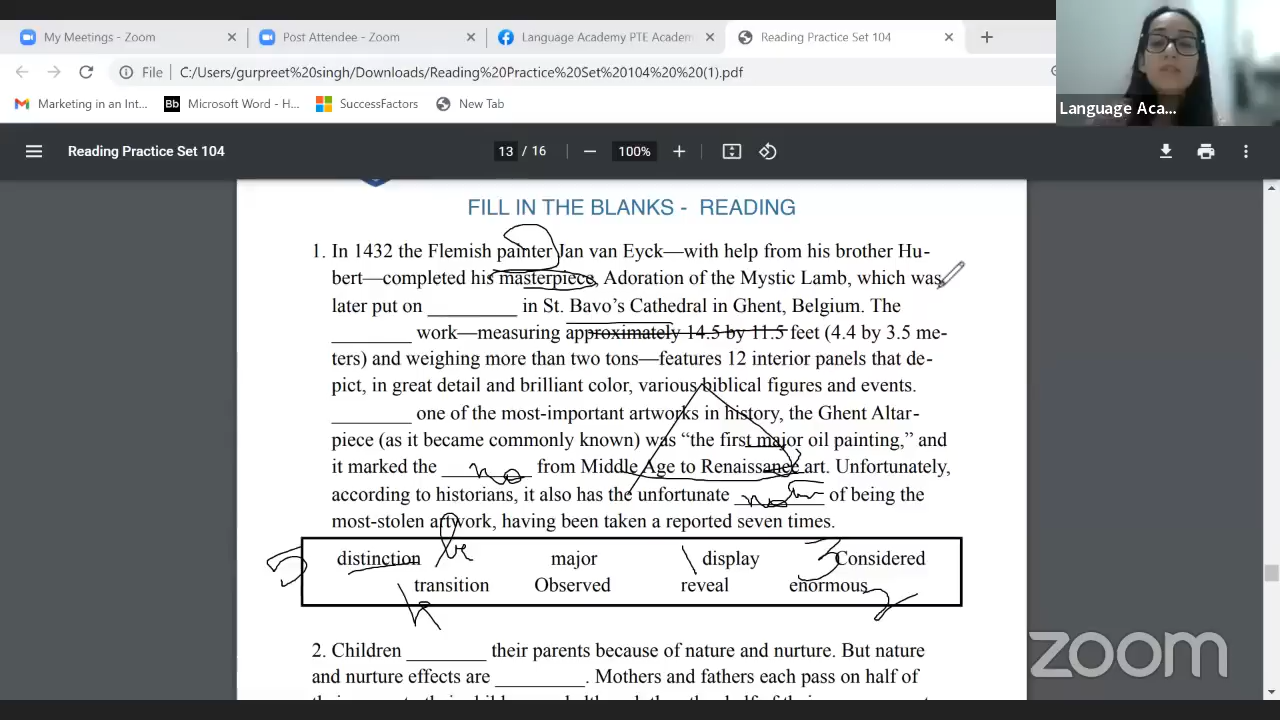 My Meetings - Zoom
Post Attendee - Zoom
Language Academy PTE Academ
Reading Practice Set 104
File
C:/Users/gurpreet%20singh/Downloads/Reading%20Practice%20Set%20104%20%20(1).pdf
Marketing in an Int...
Bb
Microsoft Word - H...
SuccessFactors
New Tab
Language Aca...
Reading Practice Set 104
13 / 16
100%
FILL IN THE BLANKS - READING
1. In 1432 the Flemish painter Jan van Eyck—with help from his brother Hu-
bert—completed his masterpiece, Adoration of the Mystic Lamb, which was
later put on _________ in St. Bavo's Cathedral in Ghent, Belgium. The
________ work—measuring approximately 14.5 by 11.5 feet (4.4 by 3.5 me-
ters) and weighing more than two tons—features 12 interior panels that de-
pict, in great detail and brilliant color, various biblical figures and events.
________ one of the most-important artworks in history, the Ghent Altar-
piece (as it became commonly known) was “the first major oil painting,” and
it marked the _________ from Middle Age to Renaissance art. Unfortunately,
according to historians, it also has the unfortunate _________ of being the
most-stolen artwork, having been taken a reported seven times.
distinction major display Considered
transition Observed reveal enormous
2. Children ________ their parents because of nature and nurture. But nature
and nurture effects are _________. Mothers and fathers each pass on half of
zoom